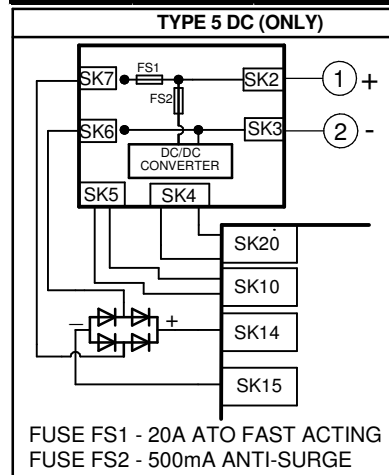 TYPE 5 DC (ONLY)
SK7
FS1
SK2
1 +
FS2
SK6
SK3
2 -
DC/DC
CONVERTER
SK5
SK4
SK20
SK10
− +
SK14
SK15
FUSE FS1 - 20A ATO FAST ACTING
FUSE FS2 - 500mA ANTI-SURGE